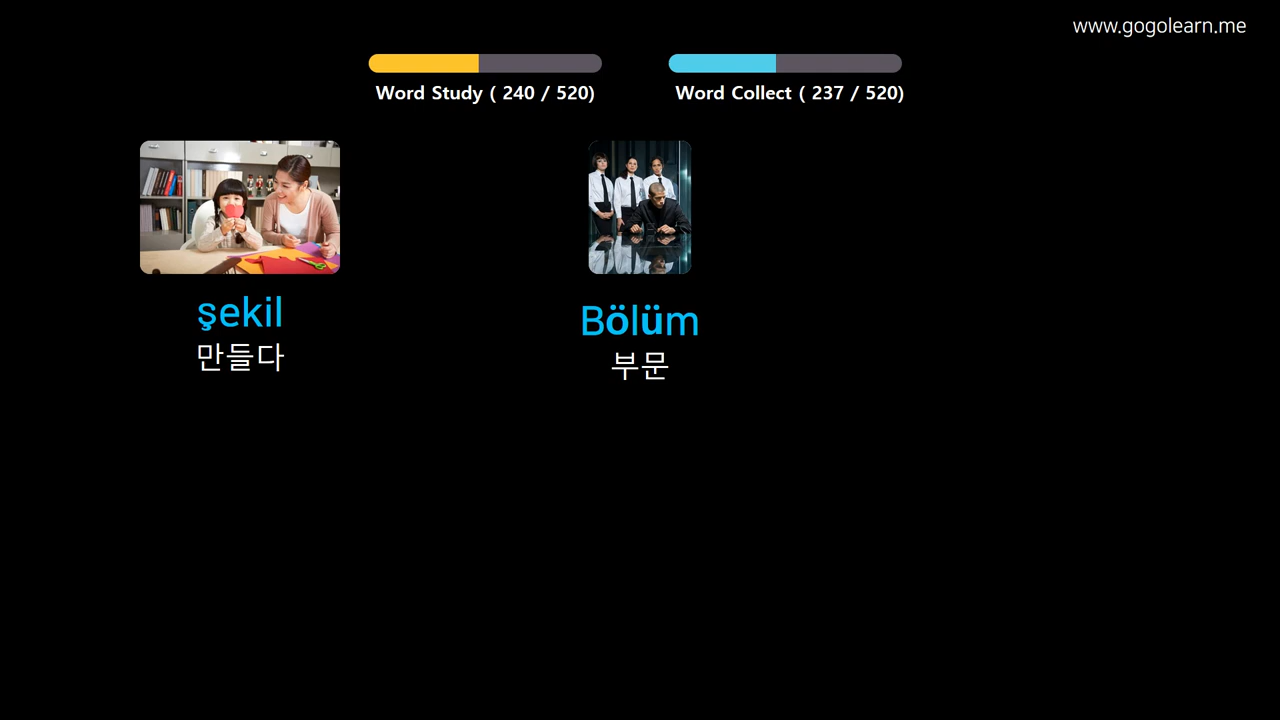 www.gogolearn.me
Word Study ( 240 / 520)
Word Collect ( 237 / 520)
şekil
만들다
Bölüm
부문